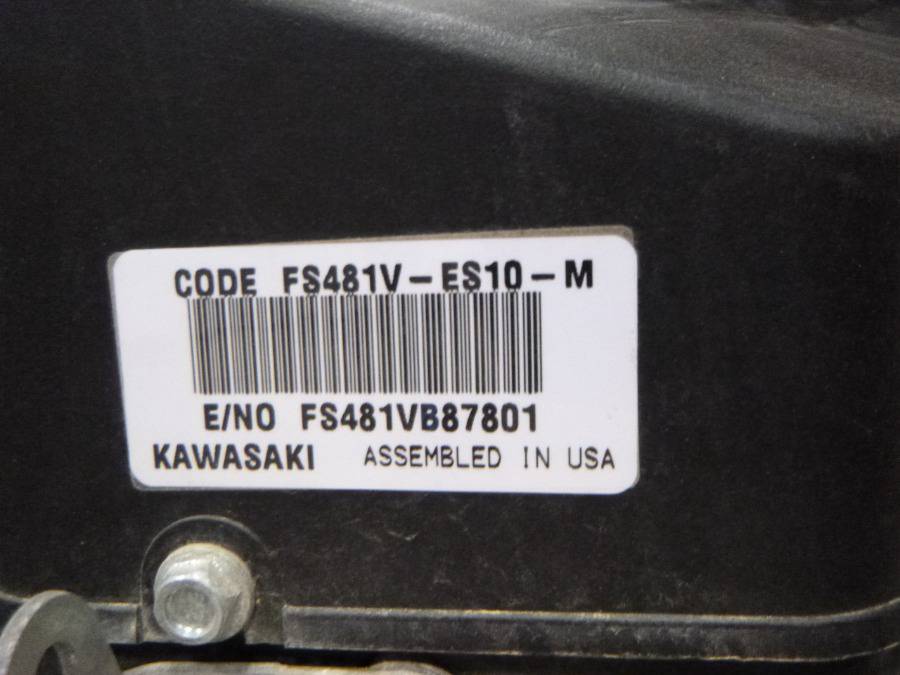 CODE FS481V-ES10-M
E/NO FS481VB87801
KAWASAKI ASSEMBLED IN USA